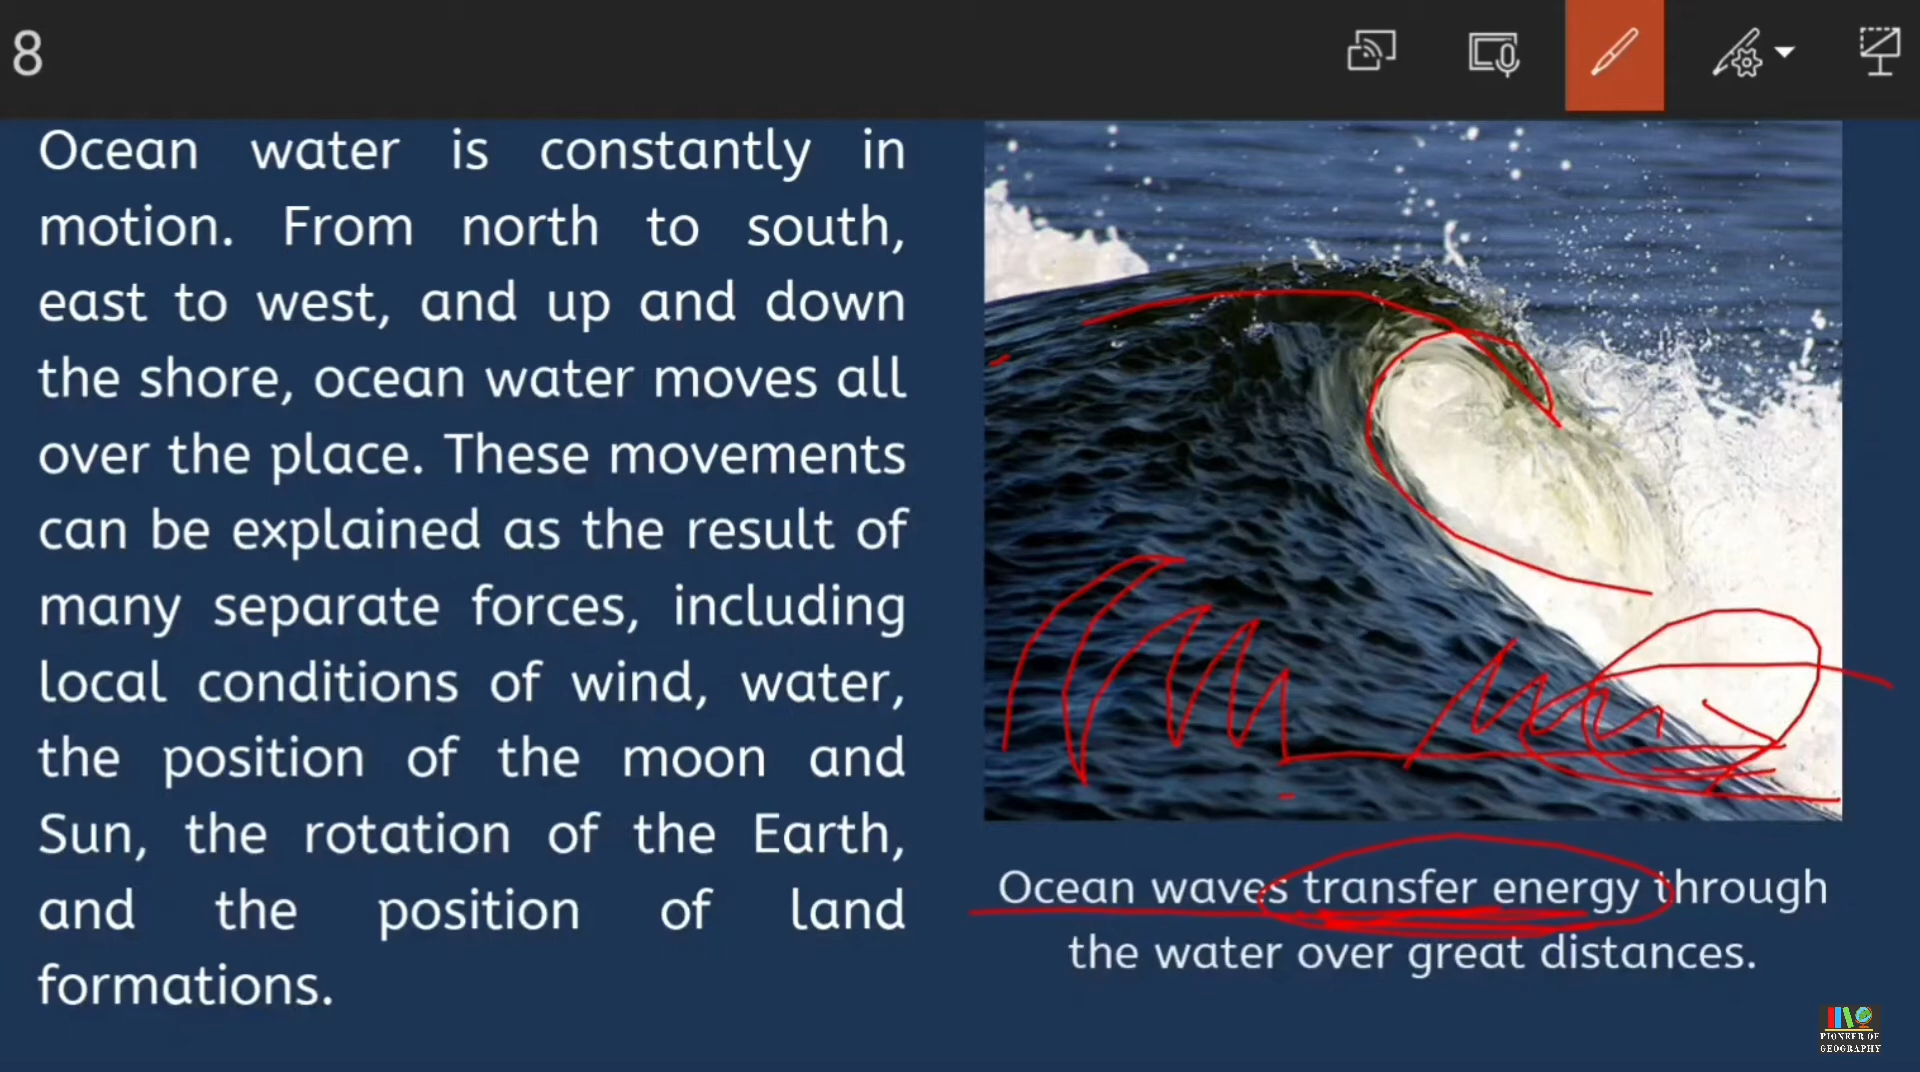 8
Ocean water is constantly in
motion. From north to south,
east to west, and up and down
the shore, ocean water moves all
over the place. These movements
can be explained as the result of
many separate forces, including
local conditions of wind, water,
the position of the moon and
Sun, the rotation of the Earth,
and the position of land
formations.
Ocean waves transfer energy through
the water over great distances.
PIONEER OF
GEOGRAPHY